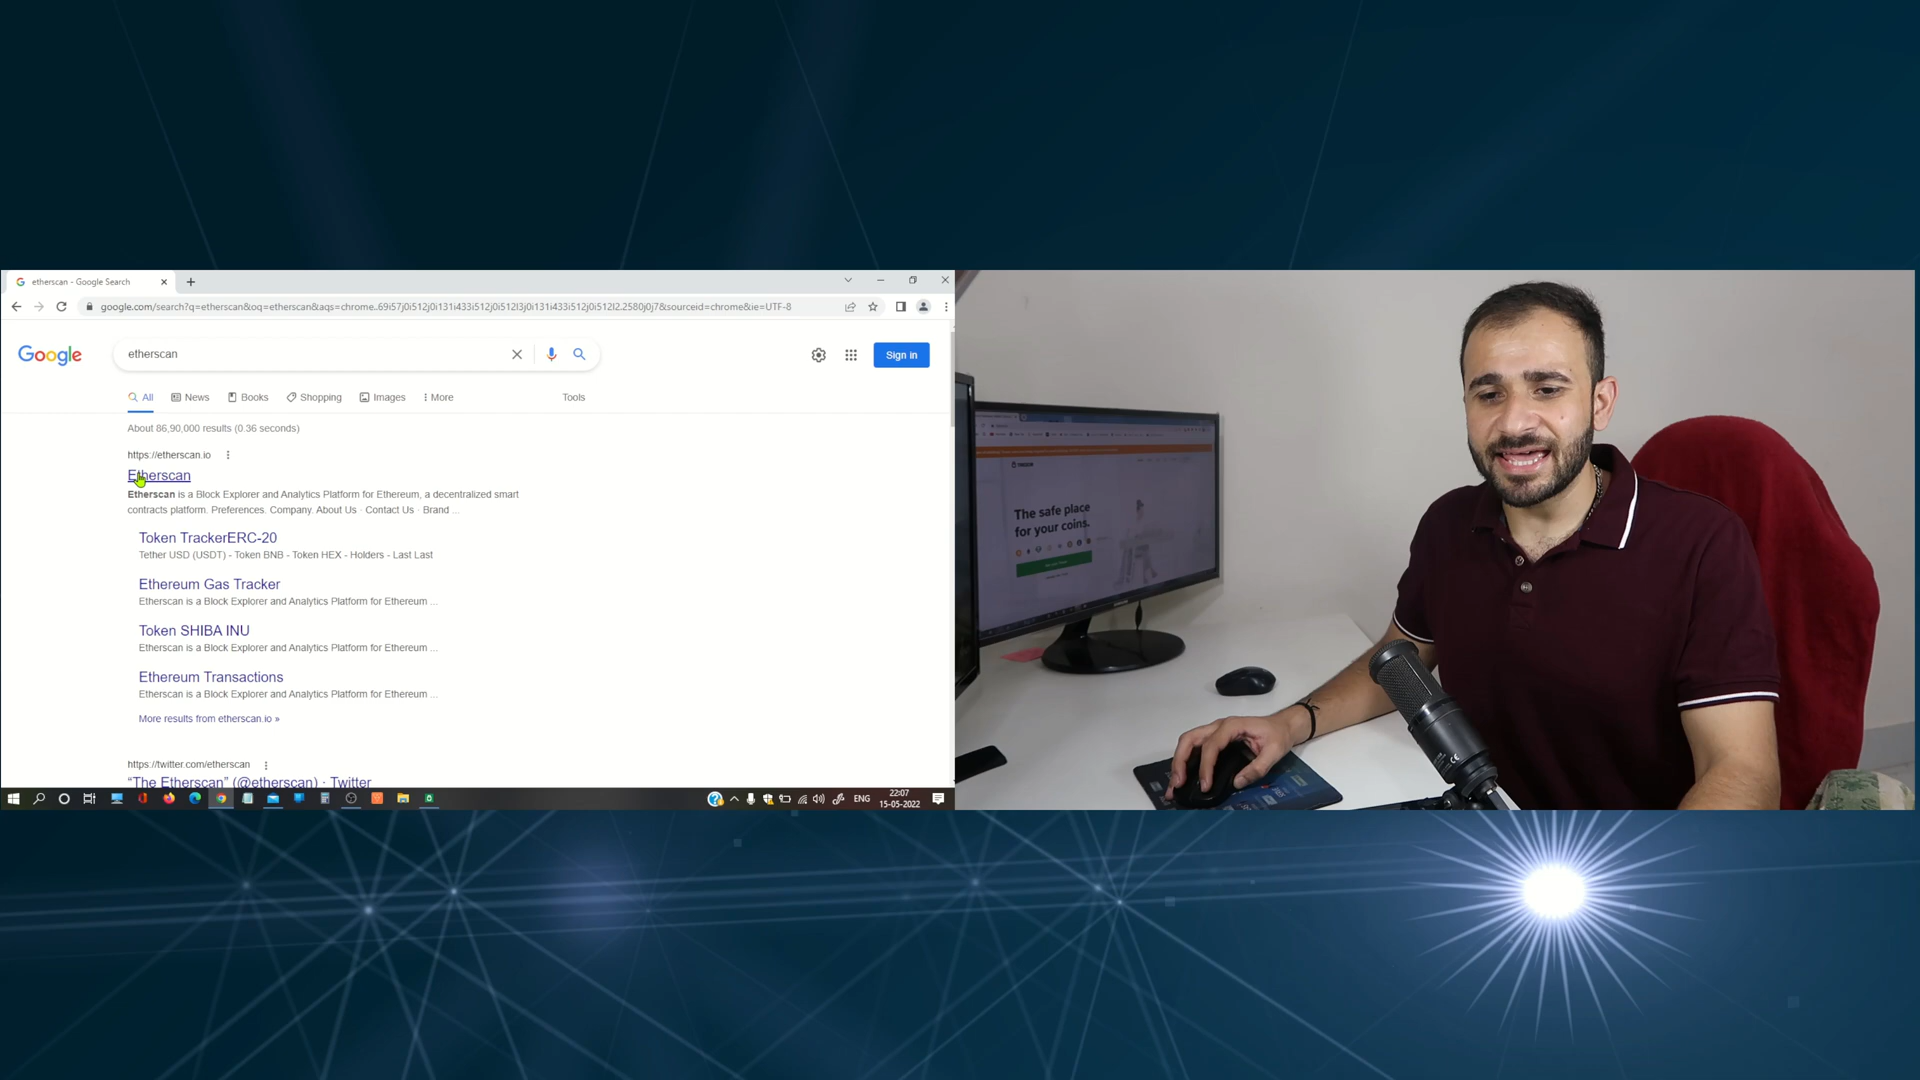 etherscan - Google Search
google.com/search?q=etherscan&oq=etherscan&aqs=chrome..69i57j0i512j0i131i433i512j0i512l3j0i131i433i512j0i512l2.2580j0j7&sourceid=chrome&ie=UTF-8
Google
etherscan
Sign in
All News Books Shopping Images More Tools
About 86,90,000 results (0.36 seconds)
https://etherscan.io
Etherscan
Etherscan is a Block Explorer and Analytics Platform for Ethereum, a decentralized smart
contracts platform. Preferences. Company. About Us · Contact Us · Brand ...
Token TrackerERC-20
Tether USD (USDT) - Token BNB - Token HEX - Holders - Last Last
Ethereum Gas Tracker
Etherscan is a Block Explorer and Analytics Platform for Ethereum ...
Token SHIBA INU
Etherscan is a Block Explorer and Analytics Platform for Ethereum ...
Ethereum Transactions
Etherscan is a Block Explorer and Analytics Platform for Ethereum ...
More results from etherscan.io »
https://twitter.com/etherscan
“The Etherscan” (@etherscan) · Twitter
ENG
22:07
15-05-2022
The safe place
for your coins.